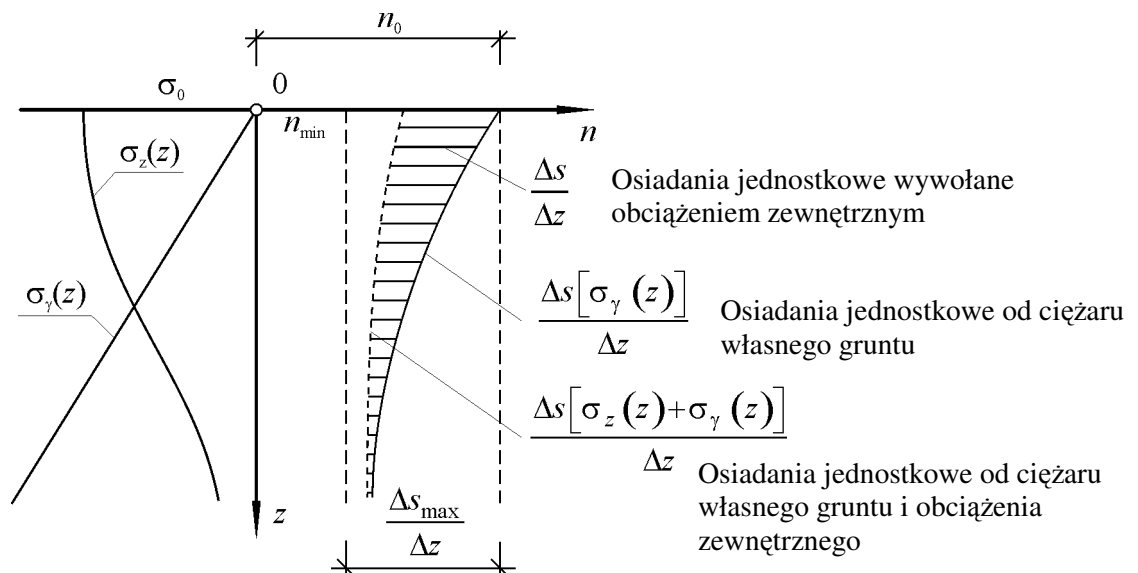 n₀
σ₀ 0
n_min n
σ_z(z)
Δs/Δz Osiadania jednostkowe wywołane
obciążeniem zewnętrznym
σ_γ(z)
Δs[σ_γ (z)]/Δz Osiadania jednostkowe od ciężaru
własnego gruntu
Δs[σ_z (z)+σ_γ (z)]/Δz Osiadania jednostkowe od ciężaru
własnego gruntu i obciążenia
zewnętrznego
z
Δs_max/Δz